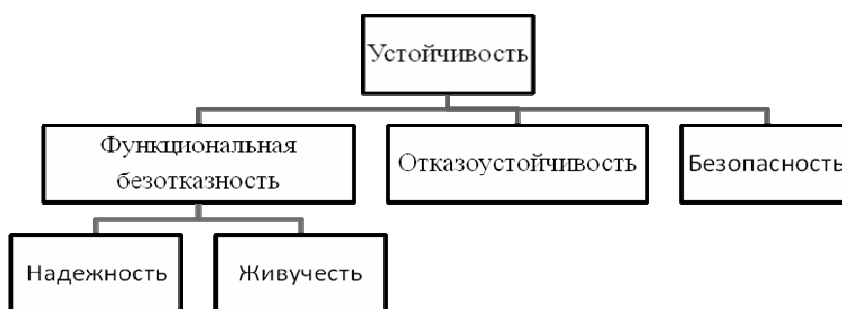 Устойчивость
Функциональная
безотказность
Отказоустойчивость
Безопасность
Надежность
Живучесть